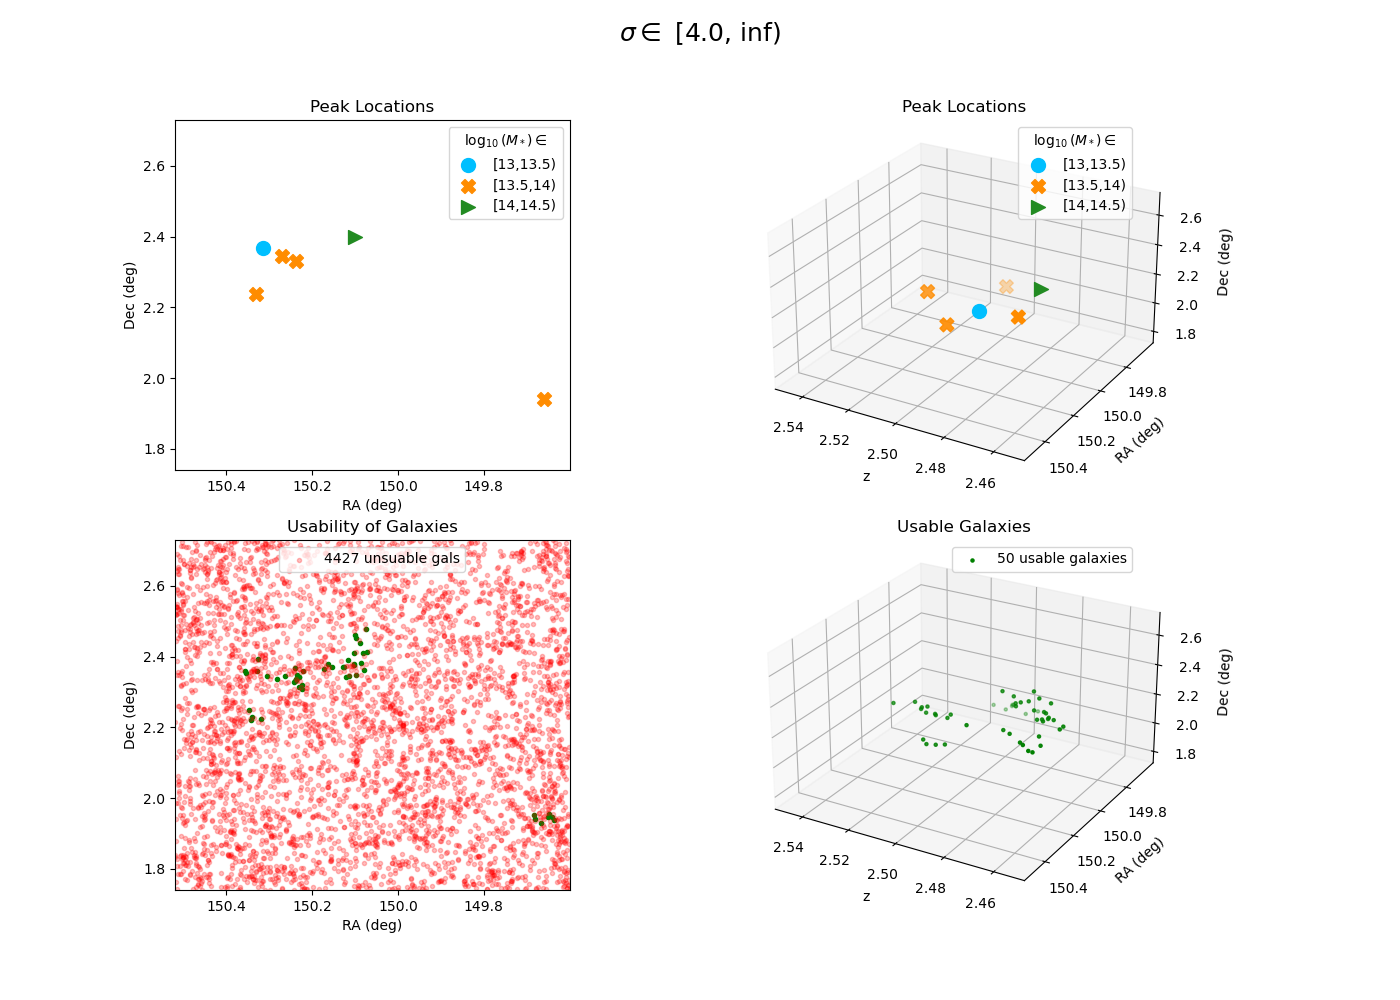 σ ∈ [4.0, inf)
Peak Locations
log₁₀(M*) ∈
[13,13.5)
[13.5,14)
[14,14.5)
2.6
2.4
2.2
2.0
1.8
Dec (deg)
150.4 150.2 150.0 149.8
RA (deg)
Peak Locations
log₁₀(M*) ∈
[13,13.5)
[13.5,14)
[14,14.5)
2.6
2.4
2.2
2.0
1.8
Dec (deg)
149.8
150.0
150.2
150.4
RA (deg)
2.54
2.52
2.50
2.48
2.46
z
Usability of Galaxies
4427 unsuable gals
2.6
2.4
2.2
2.0
1.8
Dec (deg)
150.4 150.2 150.0 149.8
RA (deg)
Usable Galaxies
50 usable galaxies
2.6
2.4
2.2
2.0
1.8
Dec (deg)
149.8
150.0
150.2
150.4
RA (deg)
2.54
2.52
2.50
2.48
2.46
z